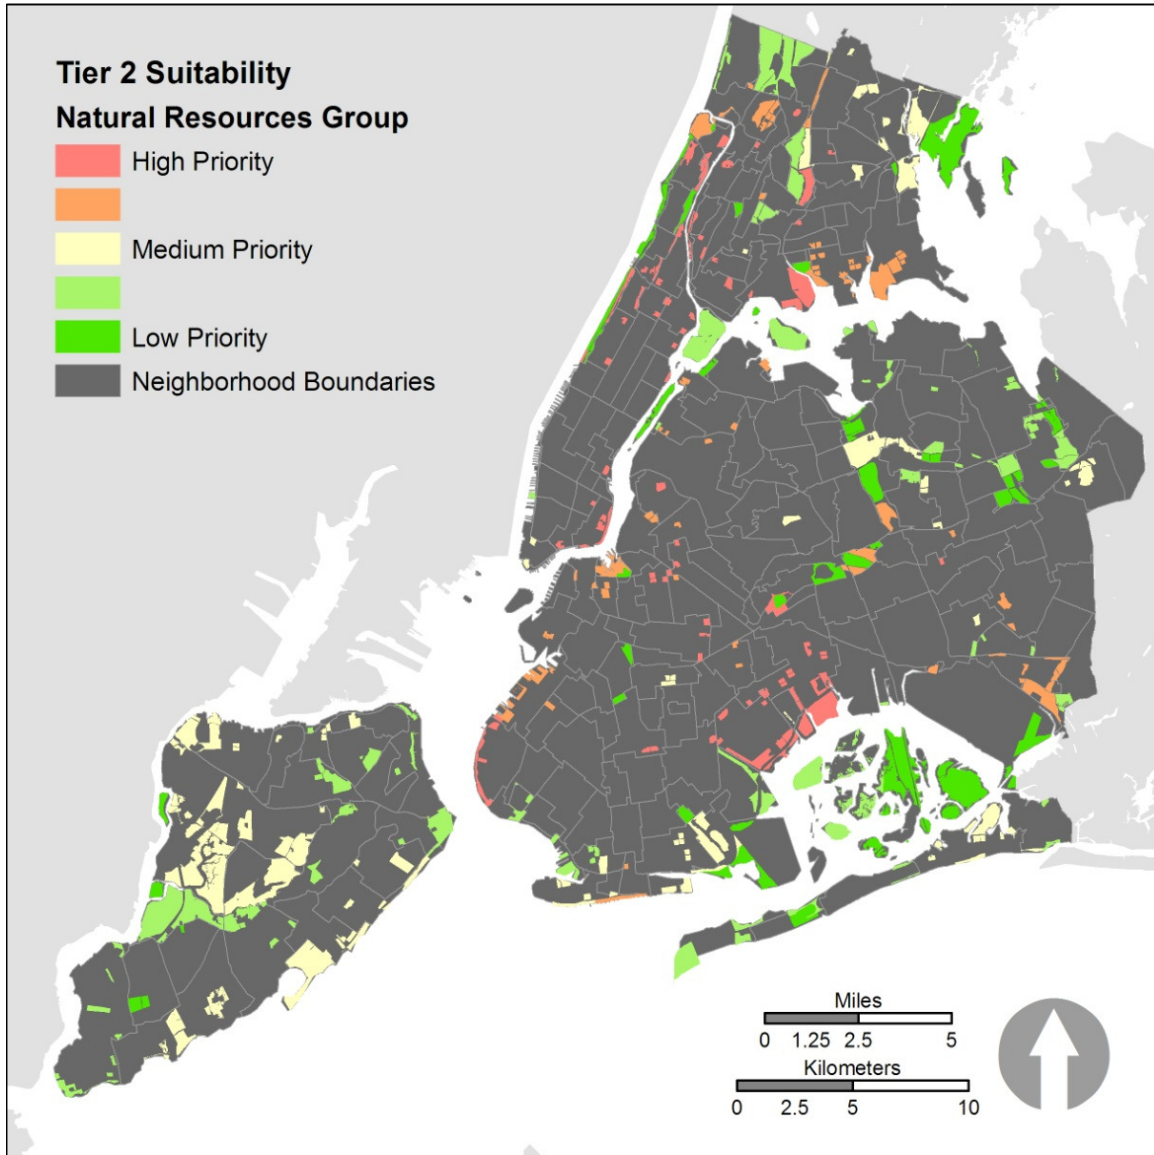 Tier 2 Suitability
Natural Resources Group
High Priority
Medium Priority
Low Priority
Neighborhood Boundaries
Miles
0 1.25 2.5 5
Kilometers
0 2.5 5 10